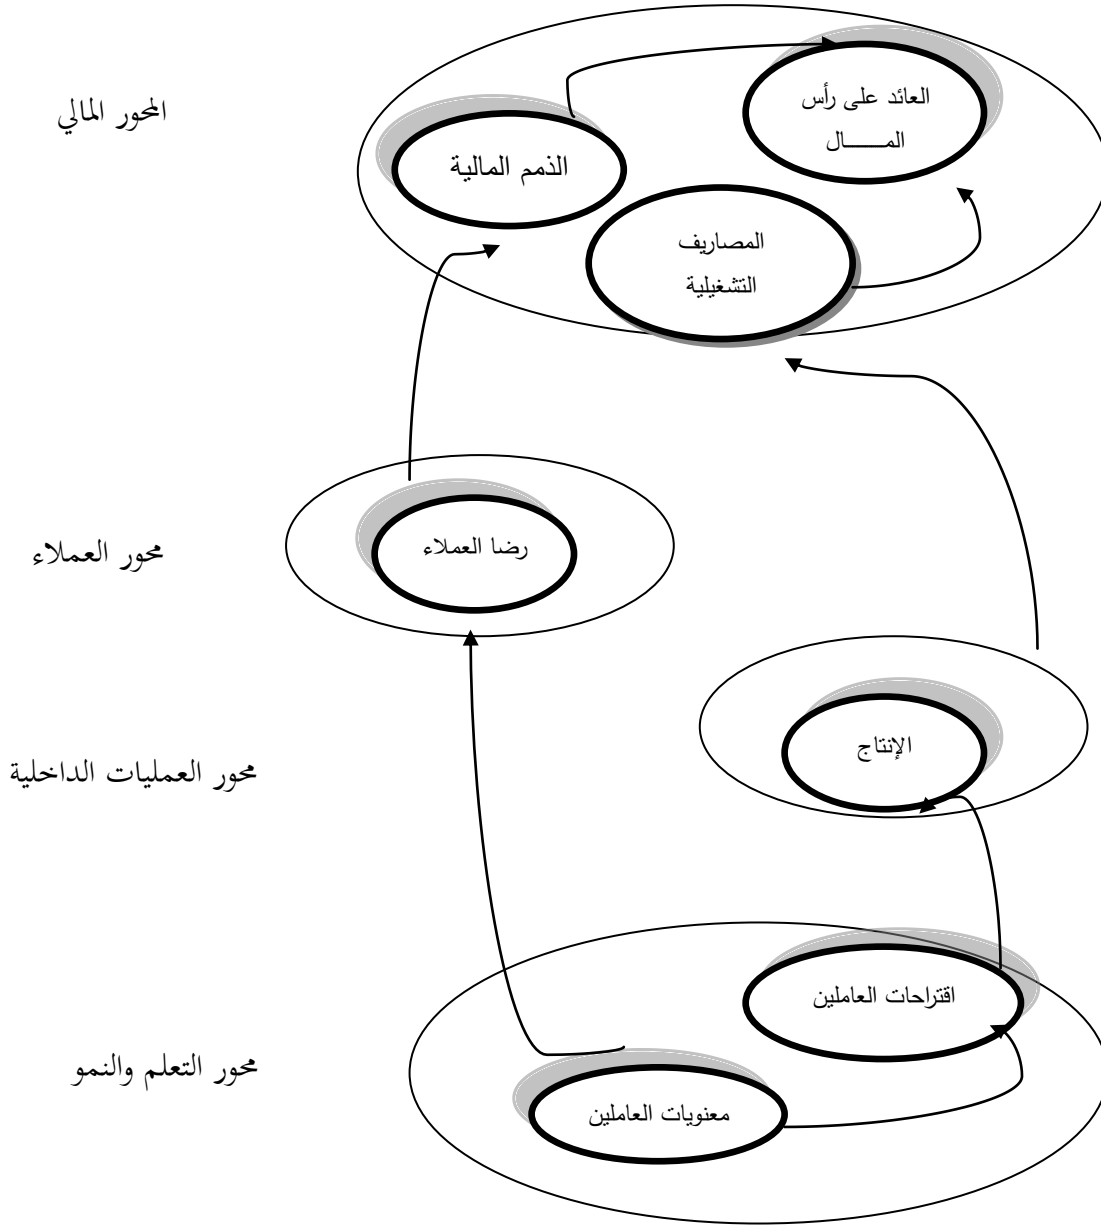 المحور المالي
العائد على رأس
المـــــال
الذمم المالية
المصاريف
التشغيلية
محور العملاء
رضا العملاء
محور العمليات الداخلية
الإنتاج
محور التعلم والنمو
اقتراحات العاملين
معنويات العاملين